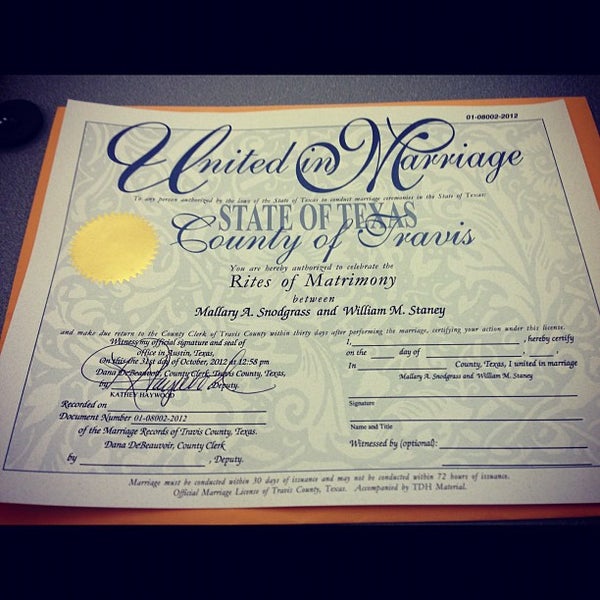 01-08002-2012
United in Marriage
To any person authorized by the laws of the State of Texas to conduct marriage ceremonies in the State of Texas:
STATE OF TEXAS
County of Travis
You are hereby authorized to celebrate the
Rites of Matrimony
between
Mallary A. Snodgrass and William M. Staney
and make due return to the County Clerk of Travis County within thirty days after performing the marriage, certifying your action under this license.
Witness my official signature and seal of
office in Austin, Texas,
On this the 31st day of October, 2012 at 12:58 pm
Dana DeBeauvoir, County Clerk, Travis County, Texas,
by Deputy.
KATHEY HAYWOOD
Recorded on
Document Number 01-08002-2012
of the Marriage Records of Travis County, Texas.
Dana DeBeauvoir, County Clerk
by , Deputy.
I, , hereby certify
on the day of , ,
In County, Texas, I united in marriage
Mallary A. Snodgrass and William M. Staney
Signature
Name and Title
Witnessed by (optional):
Marriage must be conducted within 30 days of issuance and may not be conducted within 72 hours of issuance.
Official Marriage License of Travis County, Texas. Accompanied by TDH Material.